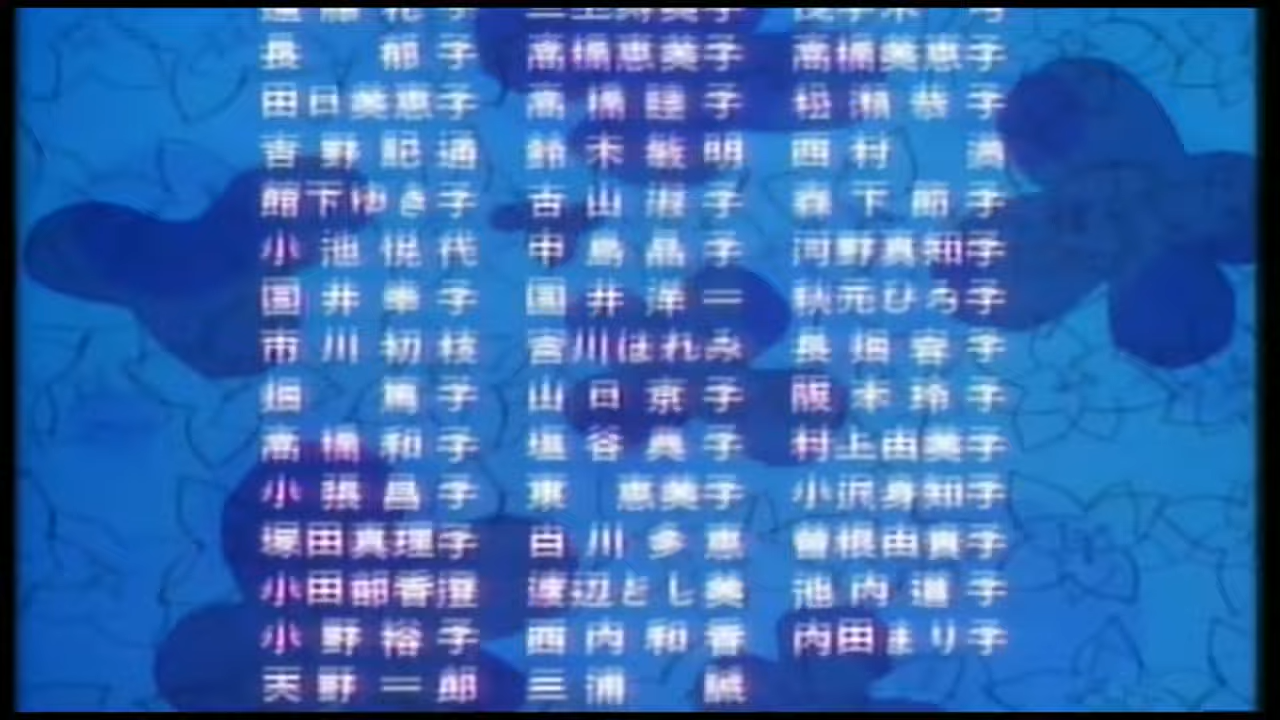 長 郁子 高橋恵美子 高橋美恵子
田口美恵子 高橋睦子 松瀬恭子
吉野記通 鈴木敏明 西村 満
館下ゆき子 古山淑子 森下節子
小池悦代 中島晶子 河野真知子
国井幸子 国井洋一 秋元ひろ子
市川初枝 宮川はれみ 長畑容子
畑 篤子 山口京子 阪本玲子
高橋和子 塩谷典子 村上由美子
小張昌子 東 恵美子 小沢身知子
塚田真理子 白川多恵 曽根由貴子
小田部香澄 渡辺とし美 池内道子
小野裕子 西内和香 内田まり子
天野一郎 三浦 誠